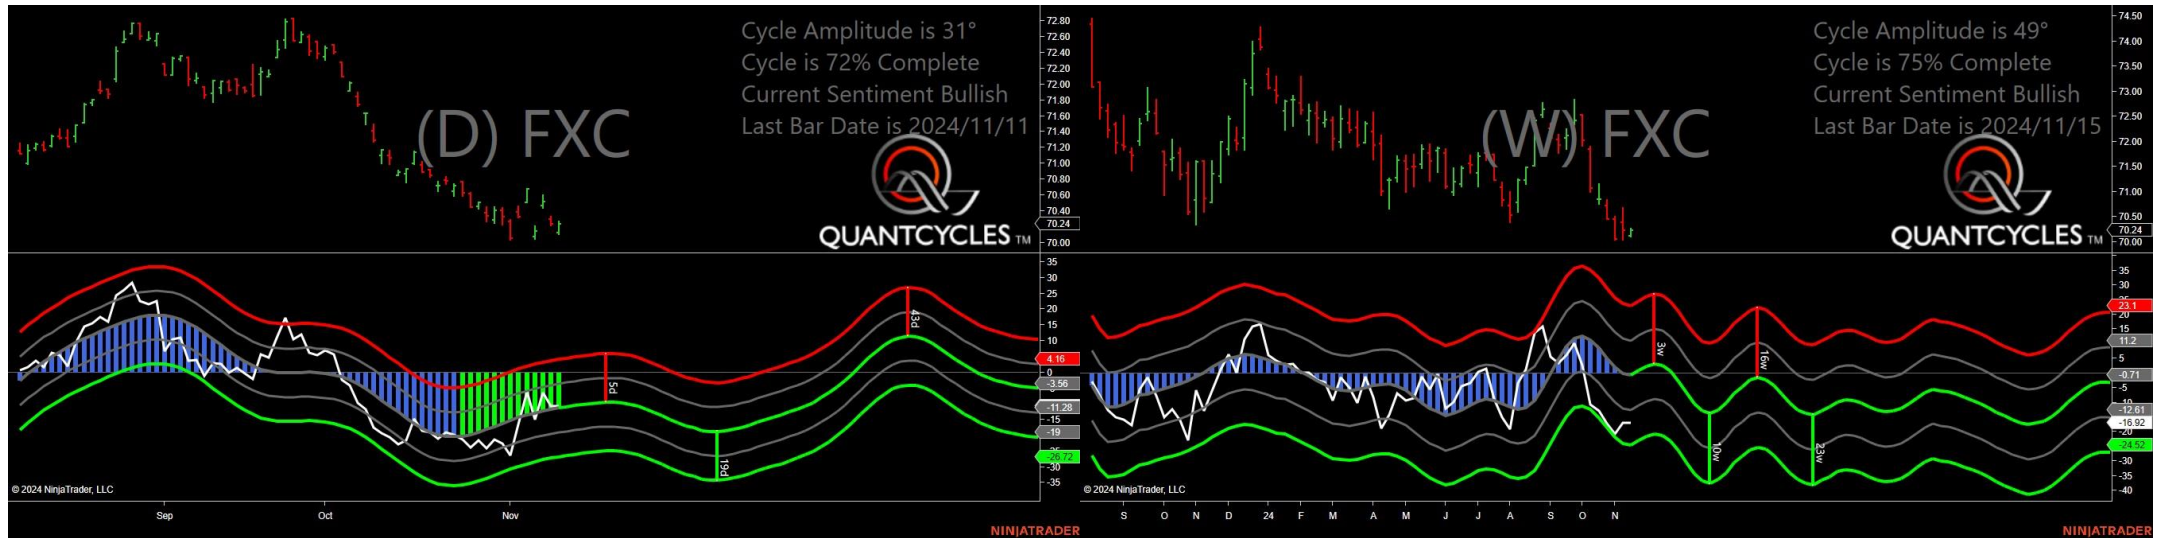 Cycle Amplitude is 31°
Cycle is 72% Complete
Current Sentiment Bullish
Last Bar Date is 2024/11/11
(D) FXC
QUANTCYCLES TM
72.80
72.60
72.40
72.20
72.00
71.80
71.60
71.40
71.20
71.00
70.80
70.60
70.40
70.24
70.00
35
30
25
20
15
10
4.16
0
-3.56
-11.28
-15
-19
-26.72
-30
-35
5d
19d
43d
© 2024 NinjaTrader, LLC
Sep Oct Nov
NINJATRADER
Cycle Amplitude is 49°
Cycle is 75% Complete
Current Sentiment Bullish
Last Bar Date is 2024/11/15
(W) FXC
QUANTCYCLES TM
74.50
74.00
73.50
73.00
72.50
72.00
71.50
71.00
70.50
70.24
70.00
35
30
25
23.1
20
15
11.2
5
-0.71
-5
-12.61
-16.92
-20
-24.52
-30
-35
-40
3w
10w
16w
23w
© 2024 NinjaTrader, LLC
S O N D 24 F M A M J J A S O N
NINJATRADER